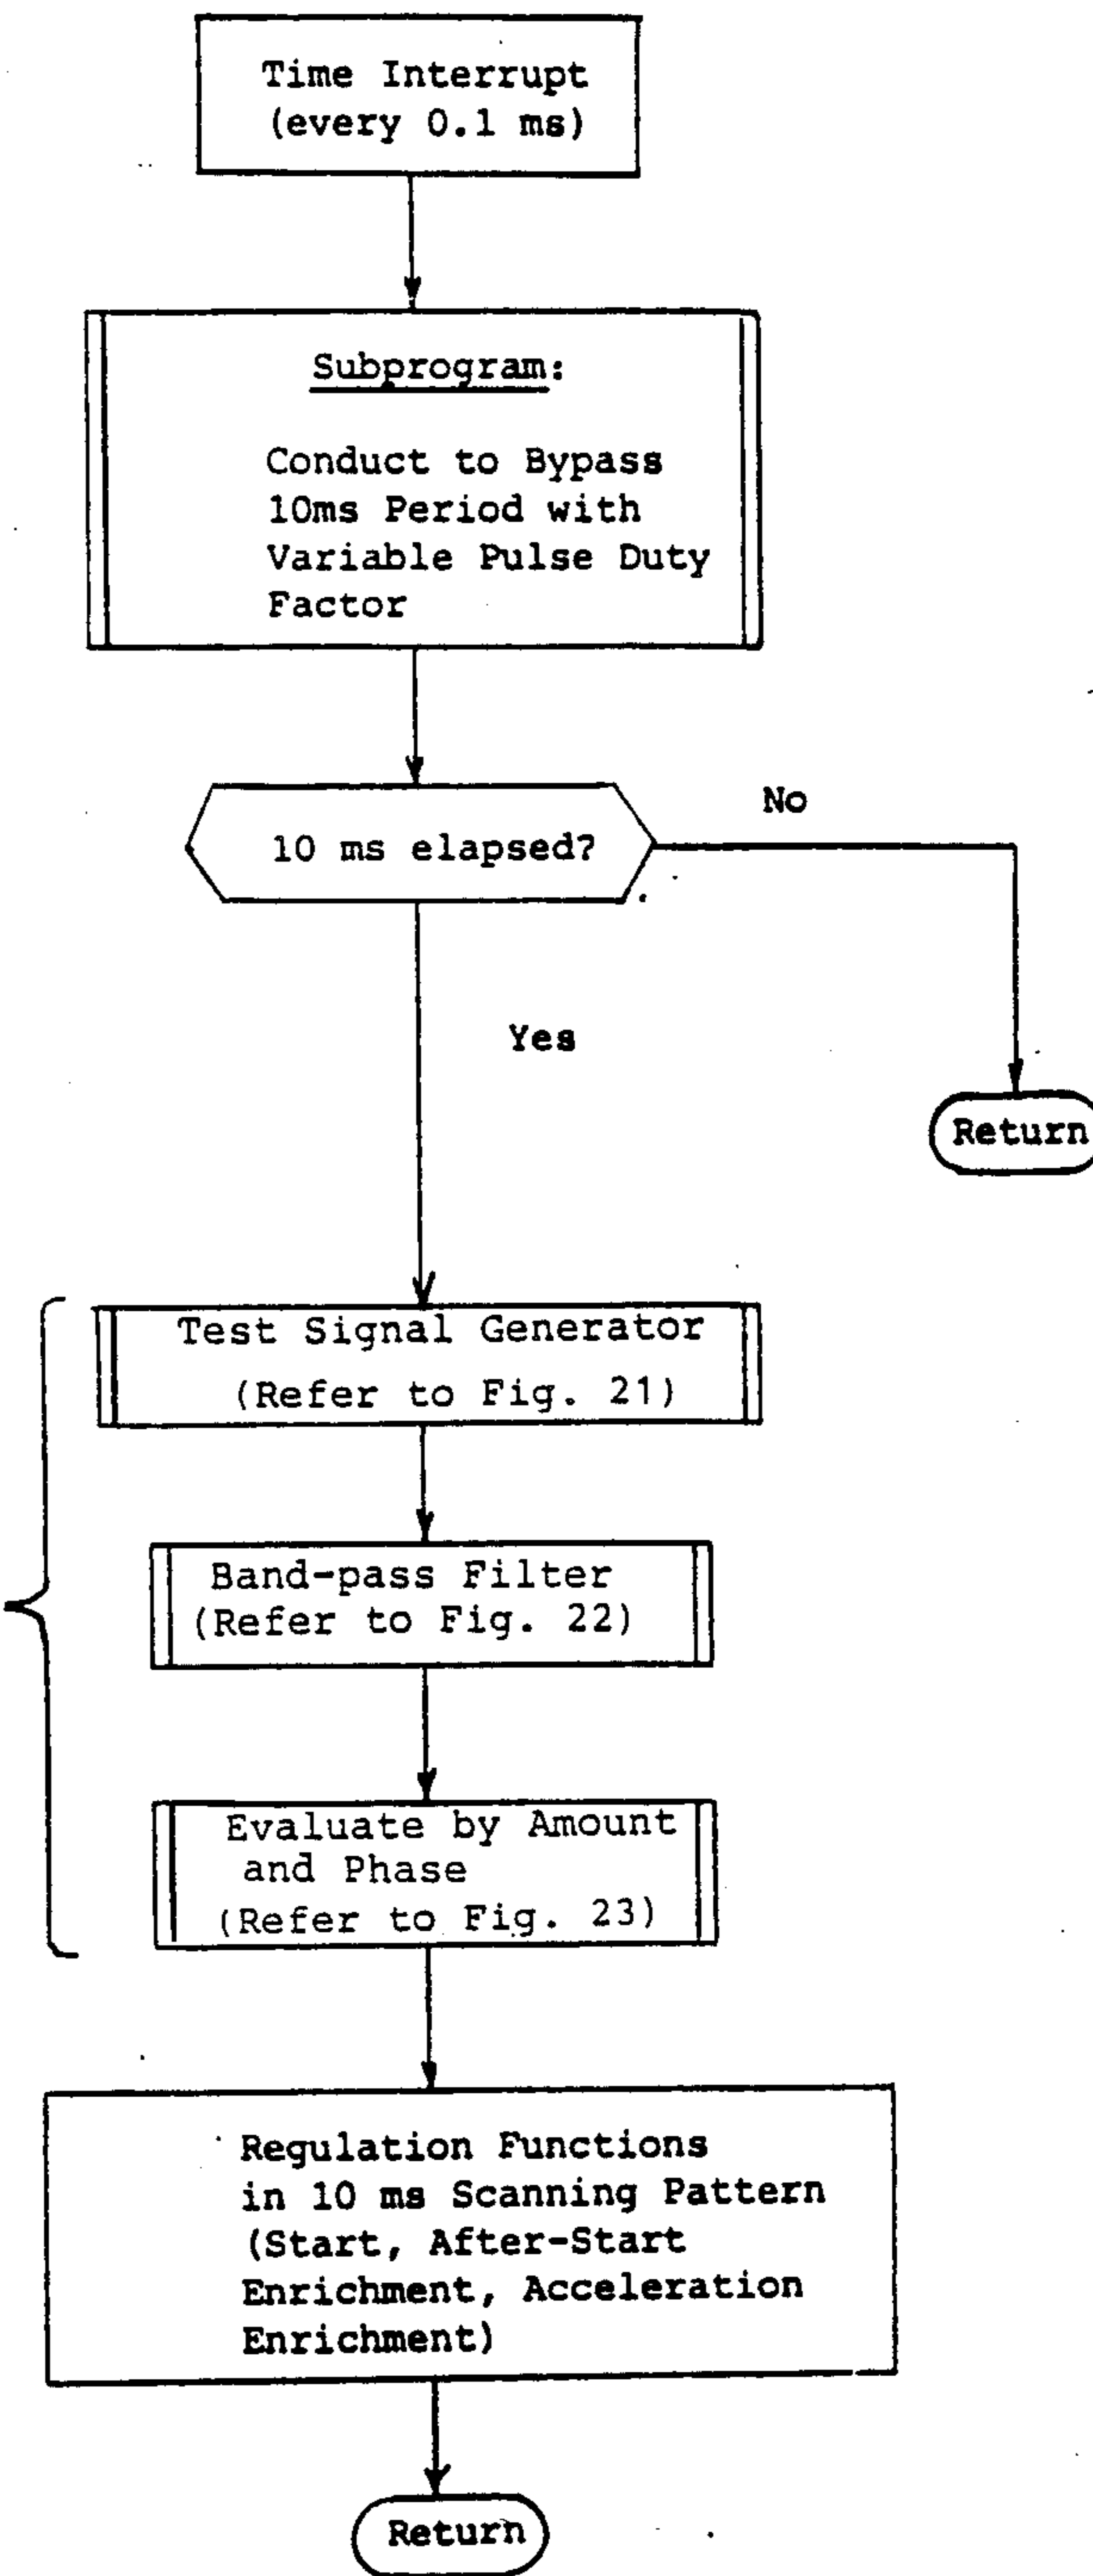 Time Interrupt
(every 0.1 ms)
Subprogram:
Conduct to Bypass
10ms Period with
Variable Pulse Duty
Factor
10 ms elapsed?
No
Yes
Return
Test Signal Generator
(Refer to Fig. 21)
Band-pass Filter
(Refer to Fig. 22)
Evaluate by Amount
and Phase
(Refer to Fig. 23)
Regulation Functions
in 10 ms Scanning Pattern
(Start, After-Start
Enrichment, Acceleration
Enrichment)
Return